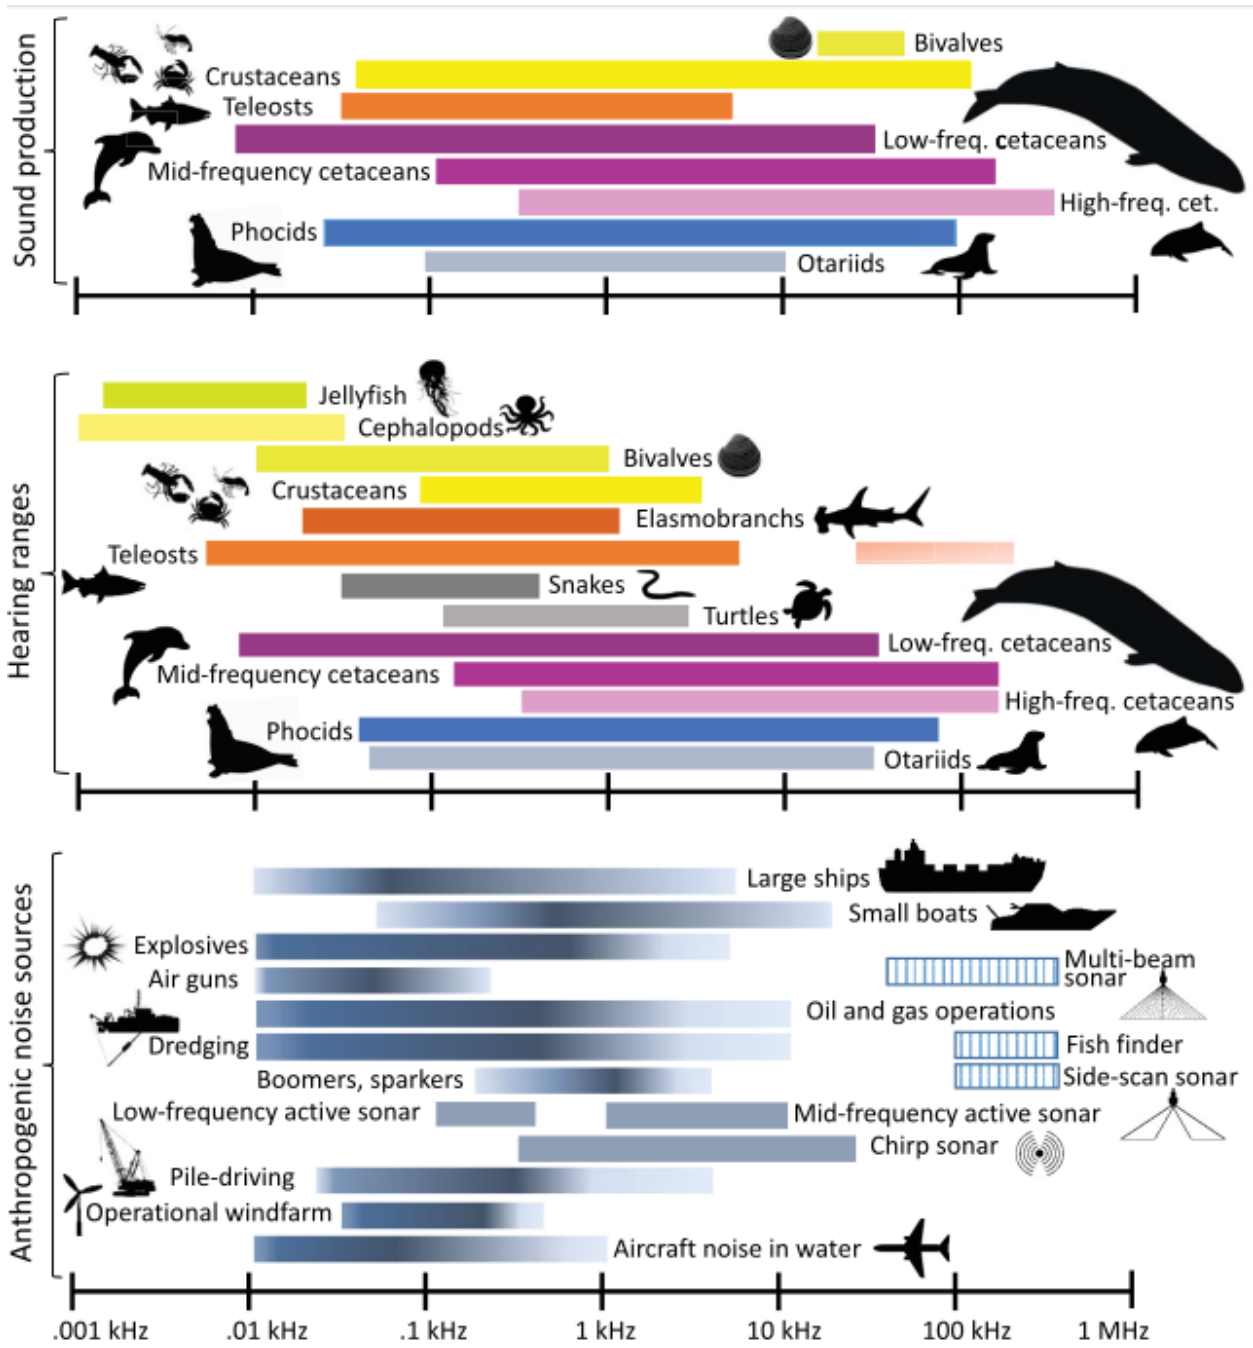 Sound production
Bivalves
Crustaceans
Teleosts
Low-freq. cetaceans
Mid-frequency cetaceans
High-freq. cet.
Phocids
Otariids
Hearing ranges
Jellyfish
Cephalopods
Bivalves
Crustaceans
Elasmobranchs
Teleosts
Snakes
Turtles
Low-freq. cetaceans
Mid-frequency cetaceans
High-freq. cetaceans
Phocids
Otariids
Anthropogenic noise sources
Large ships
Small boats
Explosives
Multi-beam
sonar
Air guns
Oil and gas operations
Dredging
Fish finder
Boomers, sparkers
Side-scan sonar
Low-frequency active sonar
Mid-frequency active sonar
Chirp sonar
Pile-driving
Operational windfarm
Aircraft noise in water
.001 kHz .01 kHz .1 kHz 1 kHz 10 kHz 100 kHz 1 MHz